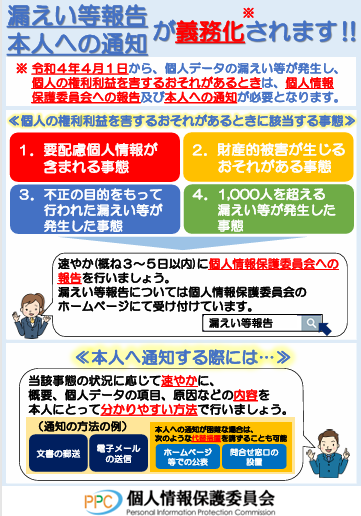 漏えい等報告
本人への通知
が義務化されます!!
※
※ 令和4年4月1日から、個人データの漏えい等が発生し、
個人の権利利益を害するおそれがあるときは、個人情報
保護委員会への報告及び本人への通知が必要となります。
≪個人の権利利益を害するおそれがあるときに該当する事態≫
1. 要配慮個人情報が
含まれる事態
2. 財産的被害が生じる
おそれがある事態
3. 不正の目的をもって
行われた漏えい等が
発生した事態
4. 1,000人を超える
漏えい等が発生した
事態
速やか(概ね3〜5日以内)に個人情報保護委員会への
報告を行いましょう。
漏えい等報告については個人情報保護委員会の
ホームページにて受け付けています。
漏えい等報告
≪本人へ通知する際には…≫
当該事態の状況に応じて速やかに、
概要、個人データの項目、原因などの内容を
本人にとって分かりやすい方法で行いましょう。
(通知の方法の例)
文書の郵送
電子メール
の送信
本人への通知が困難な場合は、
次のような代替措置を講ずることも可能
ホームページ
等での公表
問合せ窓口の
設置
PPC 個人情報保護委員会
Personal Information Protection Commission